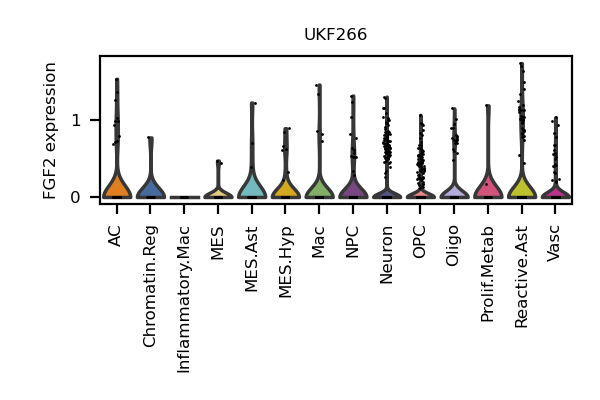 UKF266
FGF2 expression
1
0
AC
Chromatin.Reg
Inflammatory.Mac
MES
MES.Ast
MES.Hyp
Mac
NPC
Neuron
OPC
Oligo
Prolif.Metab
Reactive.Ast
Vasc